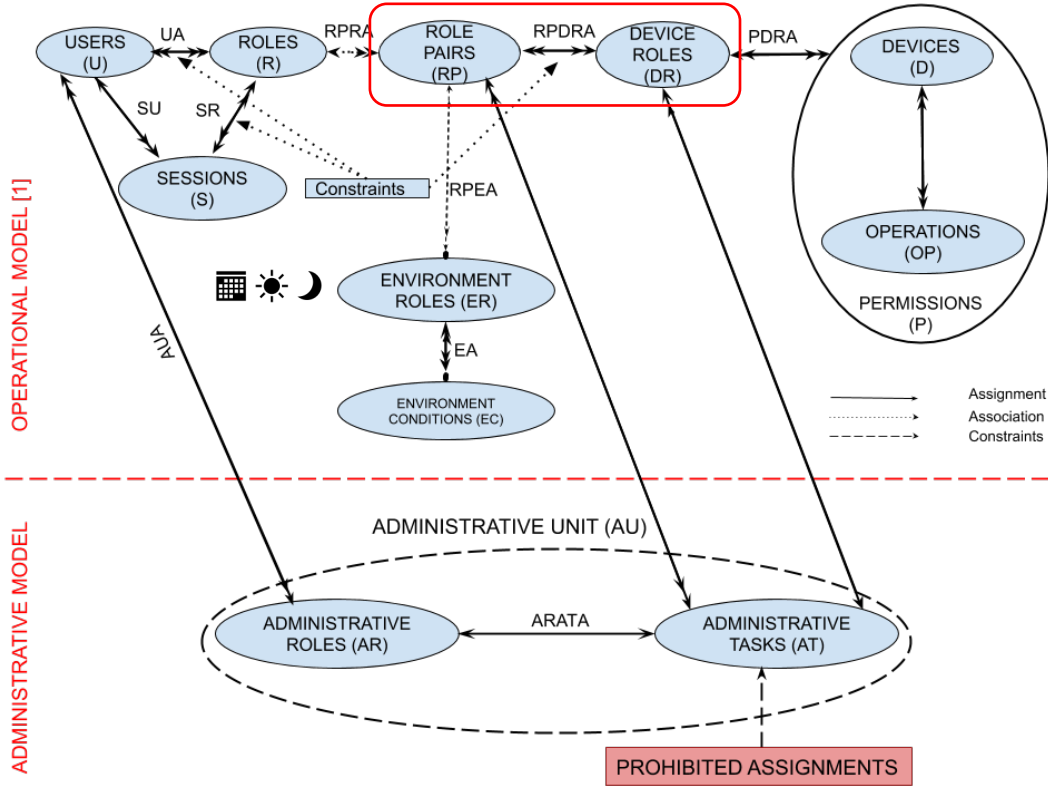 USERS
(U)
UA
ROLES
(R)
RPRA
ROLE
PAIRS
(RP)
RPDRA
DEVICE
ROLES
(DR)
PDRA
DEVICES
(D)
SU
SR
SESSIONS
(S)
Constraints
RPEA
OPERATIONS
(OP)
PERMISSIONS
(P)
ENVIRONMENT
ROLES (ER)
EA
ENVIRONMENT
CONDITIONS (EC)
AUA
Assignment
Association
Constraints
OPERATIONAL MODEL [1]
ADMINISTRATIVE MODEL
ADMINISTRATIVE UNIT (AU)
ADMINISTRATIVE
ROLES (AR)
ARATA
ADMINISTRATIVE
TASKS (AT)
PROHIBITED ASSIGNMENTS